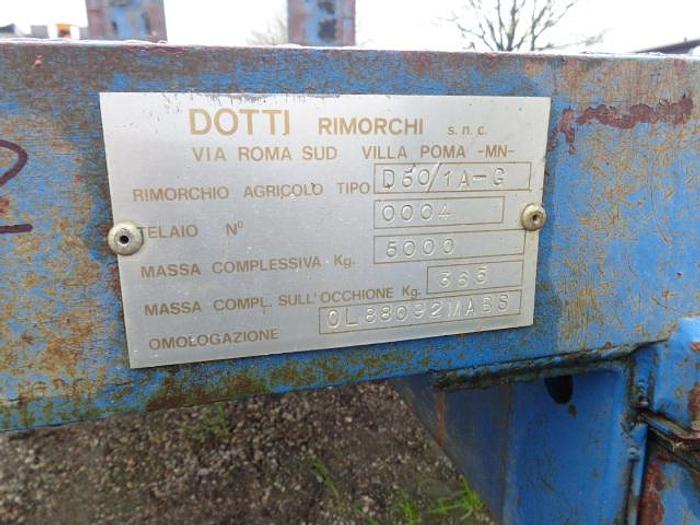 DOTTI RIMORCHI s.n.c.
VIA ROMA SUD VILLA POMA -MN-
RIMORCHIO AGRICOLO TIPO D50/1A-G
TELAIO N° 0004
MASSA COMPLESSIVA Kg. 5000
MASSA COMPL. SULL'OCCHIONE Kg. 365
OMOLOGAZIONE OL88092MABS